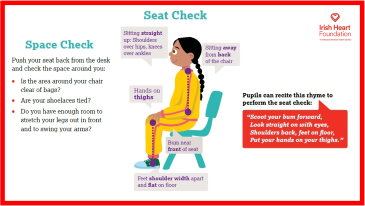 Seat Check
Irish Heart
Foundation
Space Check
Push your seat back from the desk
and check the space around you:
• Is the area around your chair
clear of bags?
• Are your shoelaces tied?
• Do you have enough room to
stretch your legs out in front
and to swing your arms?
Sitting straight
up: Shoulders
over hips, knees
over ankles
Sitting away
from back
of the chair
Hands on
thighs
Bum near
front of seat
Feet shoulder width apart
and flat on floor
Pupils can recite this rhyme to
perform the seat check:
"Scoot your bum forward,
Look straight on with eyes,
Shoulders back, feet on floor,
Put your hands on your thighs."